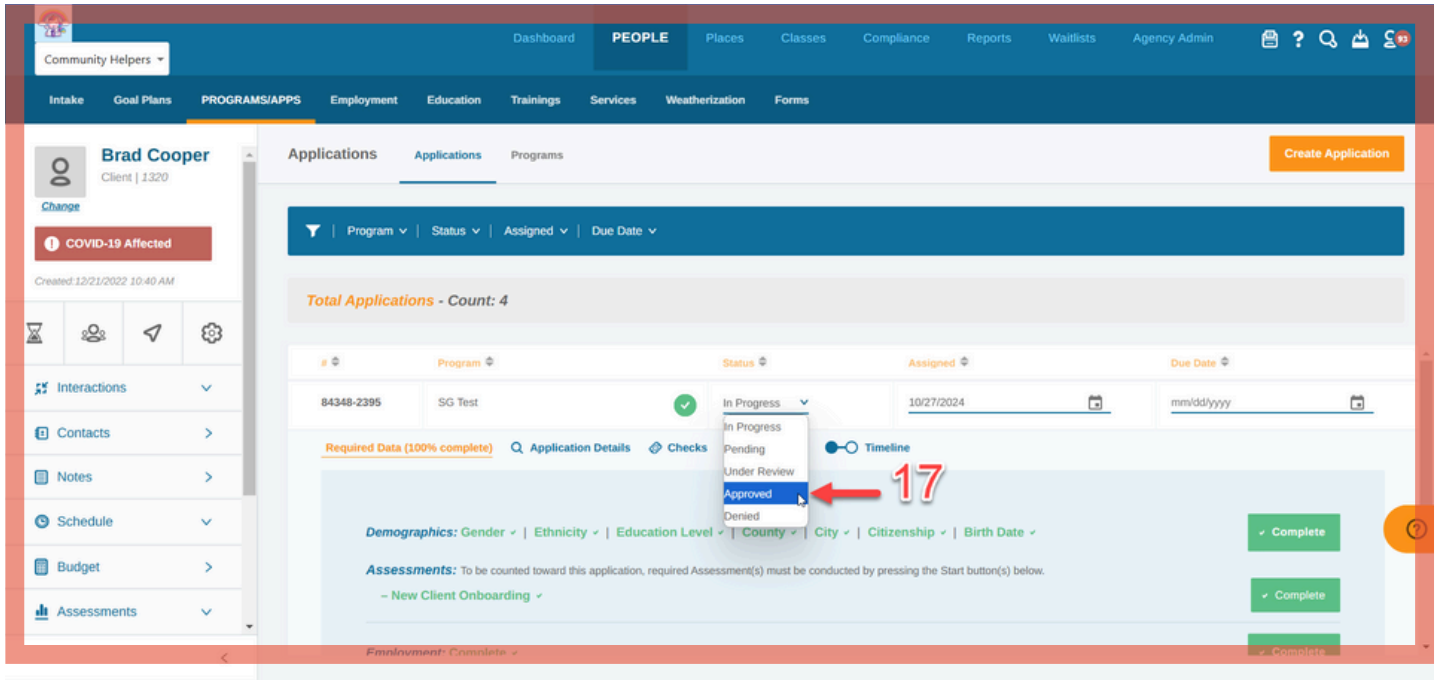 Community Helpers
Dashboard PEOPLE Places Classes Compliance Reports Waitlists Agency Admin ? 93
Intake Goal Plans PROGRAMS/APPS Employment Education Trainings Services Weatherization Forms
Brad Cooper
Client | 1320
Change
COVID-19 Affected
Created:12/21/2022 10:40 AM
Interactions
Contacts
Notes
Schedule
Budget
Assessments
Applications Applications Programs Create Application
| Program | Status | Assigned | Due Date
Total Applications - Count: 4
# Program Status Assigned Due Date
84348-2395 SG Test In Progress 10/27/2024 mm/dd/yyyy
In Progress
Pending
Under Review
Approved
Denied
17
Required Data (100% complete) Application Details Checks Timeline
Demographics: Gender | Ethnicity | Education Level | County | City | Citizenship | Birth Date Complete
Assessments: To be counted toward this application, required Assessment(s) must be conducted by pressing the Start button(s) below.
– New Client Onboarding Complete
Employment: Complete Complete